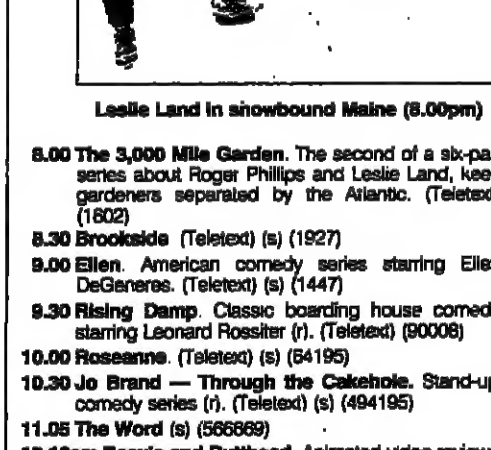 Leslie Land in snowbound Maine (8.00pm)
8.00 The 3,000 Mile Garden. The second of a six-pa
series about Roger Phillips and Leslie Land, kee
gardeners separated by the Atlantic. (Teletex
(1602)
8.30 Brookside (Teletext) (s) (1927)
9.00 Ellen. American comedy series starring Elle
DeGeneres. (Teletext) (s) (1447)
9.30 Rising Damp. Classic boarding house comed
starring Leonard Rossiter (r). (Teletext) (90008)
10.00 Roseanne. (Teletext) (s) (64195)
10.30 Jo Brand — Through the Cakehole. Stand-up
comedy series (r). (Teletext) (s) (494195)
11.05 The Word (s) (566669)